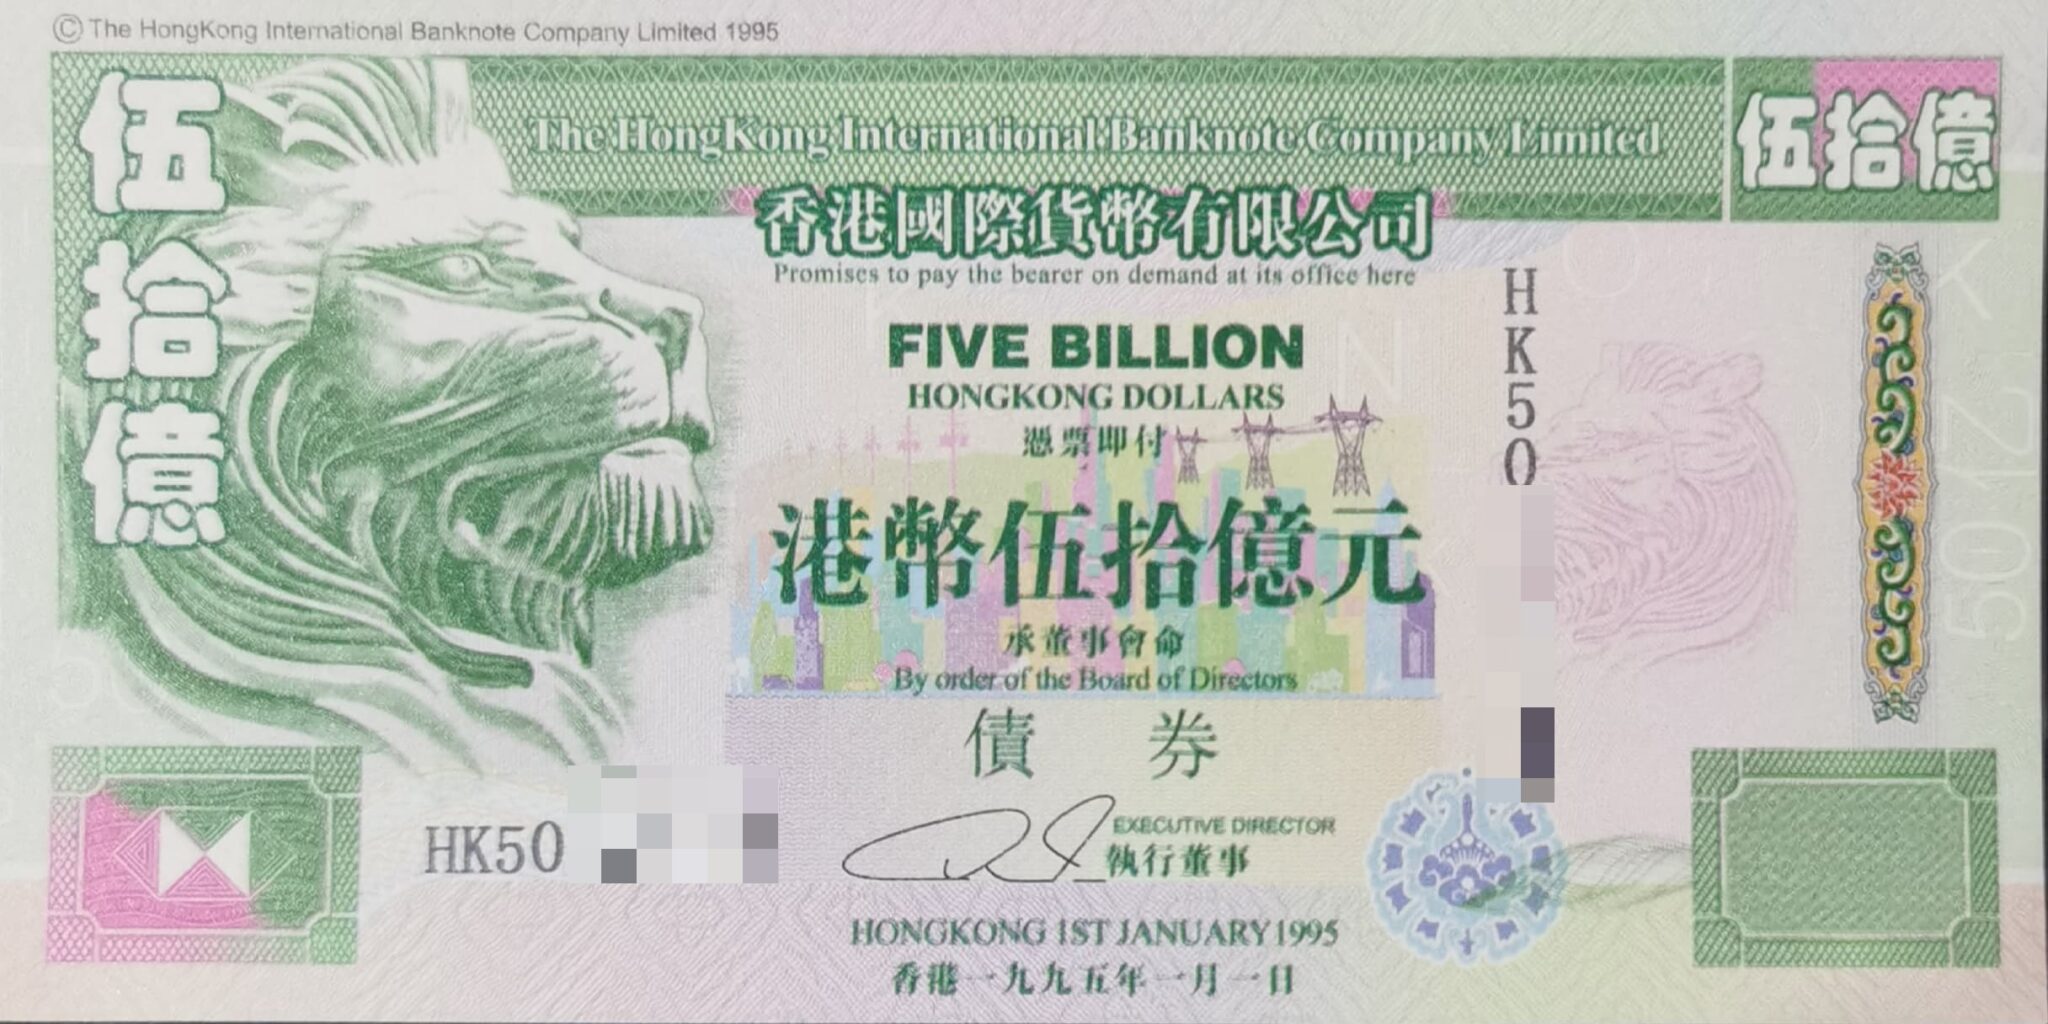 © The HongKong International Banknote Company Limited 1995
伍拾億
The HongKong International Banknote Company Limited
伍拾億
香港國際貨幣有限公司
Promises to pay the bearer on demand at its office here
FIVE BILLION
HONGKONG DOLLARS
憑票即付
港幣伍拾億元
承董事會命
By order of the Board of Directors
債券
HK50
HK50
EXECUTIVE DIRECTOR
執行董事
HONGKONG 1ST JANUARY 1995
香港一九九五年一月一日